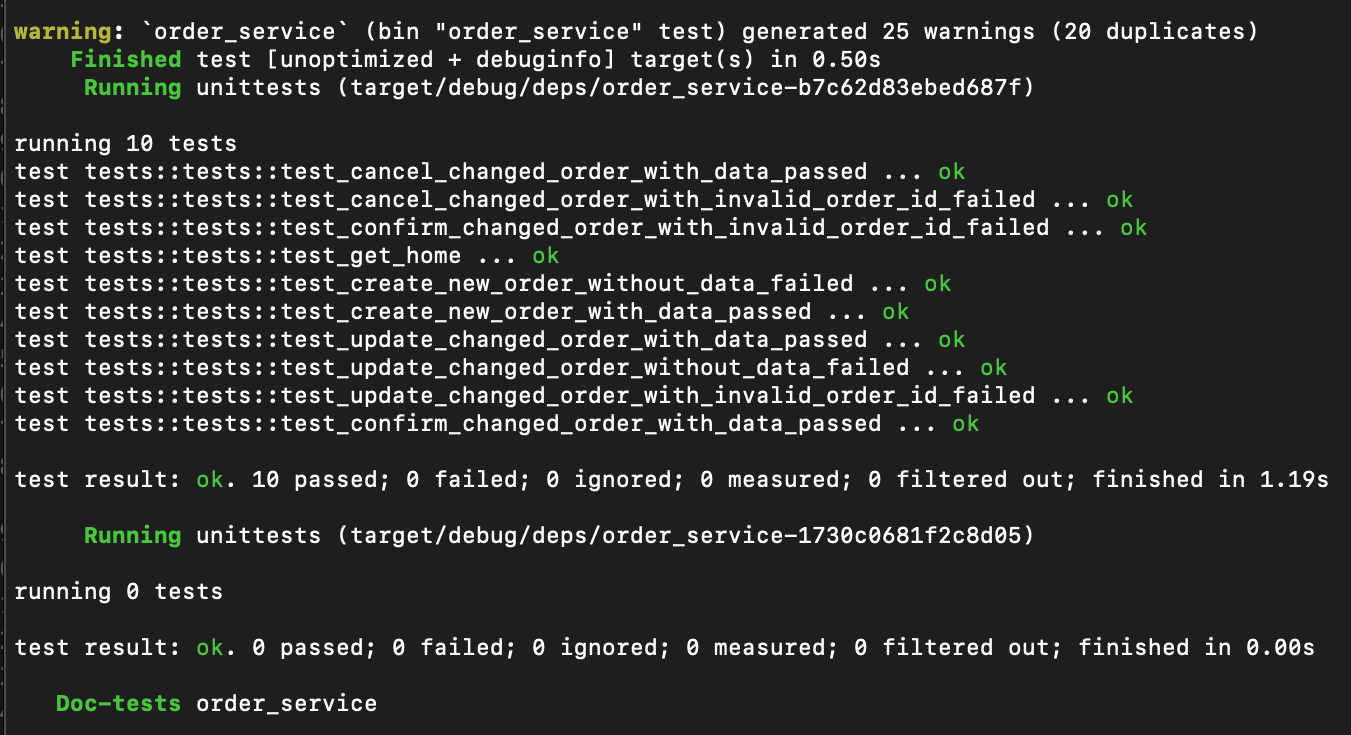 warning: `order_service` (bin "order_service" test) generated 25 warnings (20 duplicates)
Finished test [unoptimized + debuginfo] target(s) in 0.50s
Running unittests (target/debug/deps/order_service-b7c62d83ebed687f)
running 10 tests
test tests::tests::test_cancel_changed_order_with_data_passed ... ok
test tests::tests::test_cancel_changed_order_with_invalid_order_id_failed ... ok
test tests::tests::test_confirm_changed_order_with_invalid_order_id_failed ... ok
test tests::tests::test_get_home ... ok
test tests::tests::test_create_new_order_without_data_failed ... ok
test tests::tests::test_create_new_order_with_data_passed ... ok
test tests::tests::test_update_changed_order_with_data_passed ... ok
test tests::tests::test_update_changed_order_without_data_failed ... ok
test tests::tests::test_update_changed_order_with_invalid_order_id_failed ... ok
test tests::tests::test_confirm_changed_order_with_data_passed ... ok
test result: ok. 10 passed; 0 failed; 0 ignored; 0 measured; 0 filtered out; finished in 1.19s
Running unittests (target/debug/deps/order_service-1730c0681f2c8d05)
running 0 tests
test result: ok. 0 passed; 0 failed; 0 ignored; 0 measured; 0 filtered out; finished in 0.00s
Doc-tests order_service